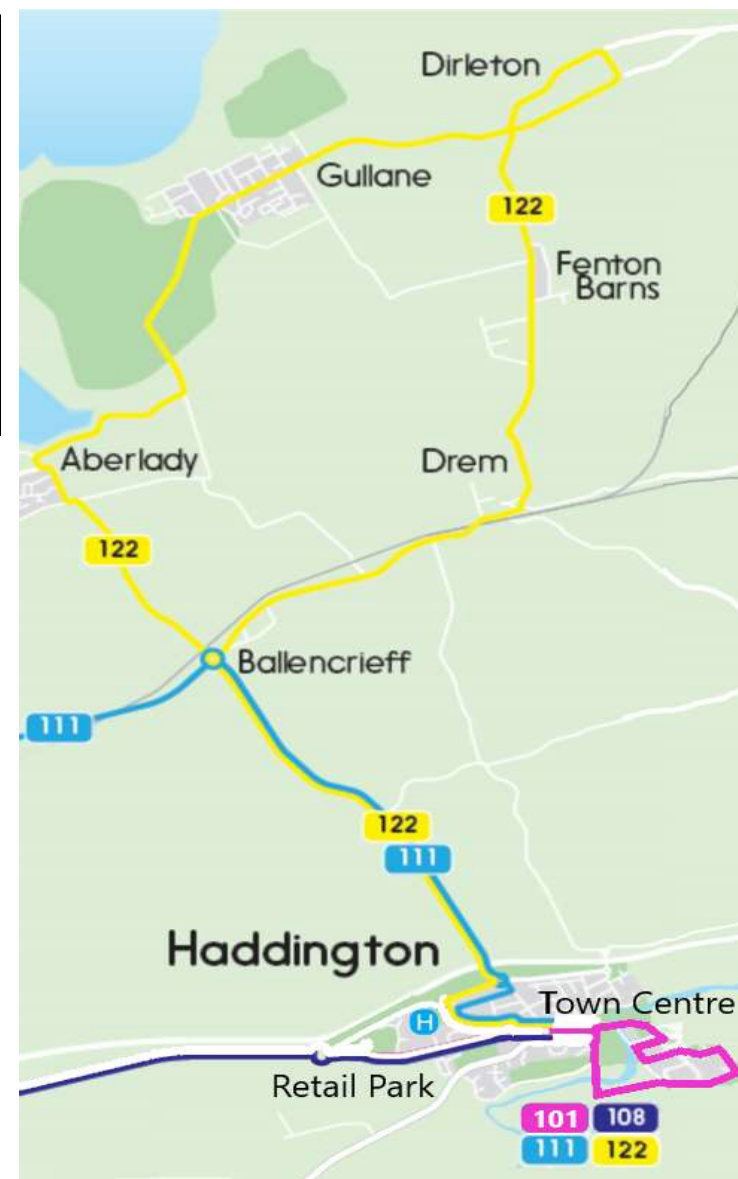 Dirleton
Gullane
122
Fenton
Barns
Aberlady
Drem
122
Ballencrieff
111
122
111
Haddington
Town Centre
H
Retail Park
101 108
111 122